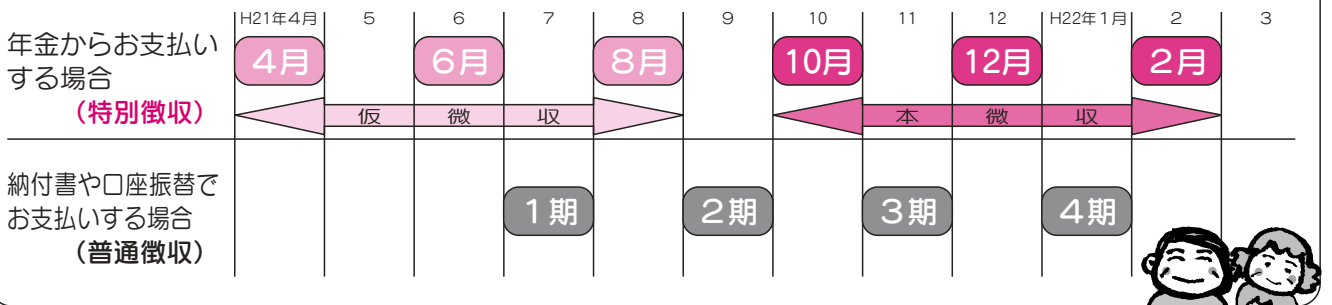 H21年4月 5 6 7 8 9 10 11 12 H22年1月 2 3
年金からお支払い
する場合
（特別徴収）
4月 6月 8月 10月 12月 2月
仮 微 収 本 微 収
納付書や口座振替で
お支払いする場合
（普通徴収）
1期 2期 3期 4期